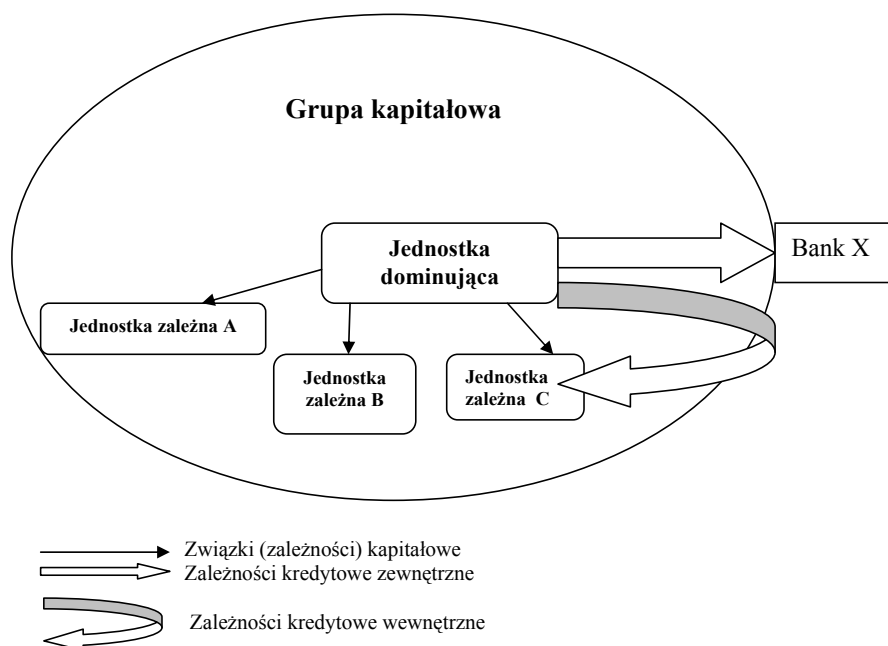 Grupa kapitałowa
Jednostka
dominująca
Bank X
Jednostka zależna A
Jednostka
zależna B
Jednostka
zależna C
Związki (zależności) kapitałowe
Zależności kredytowe zewnętrzne
Zależności kredytowe wewnętrzne